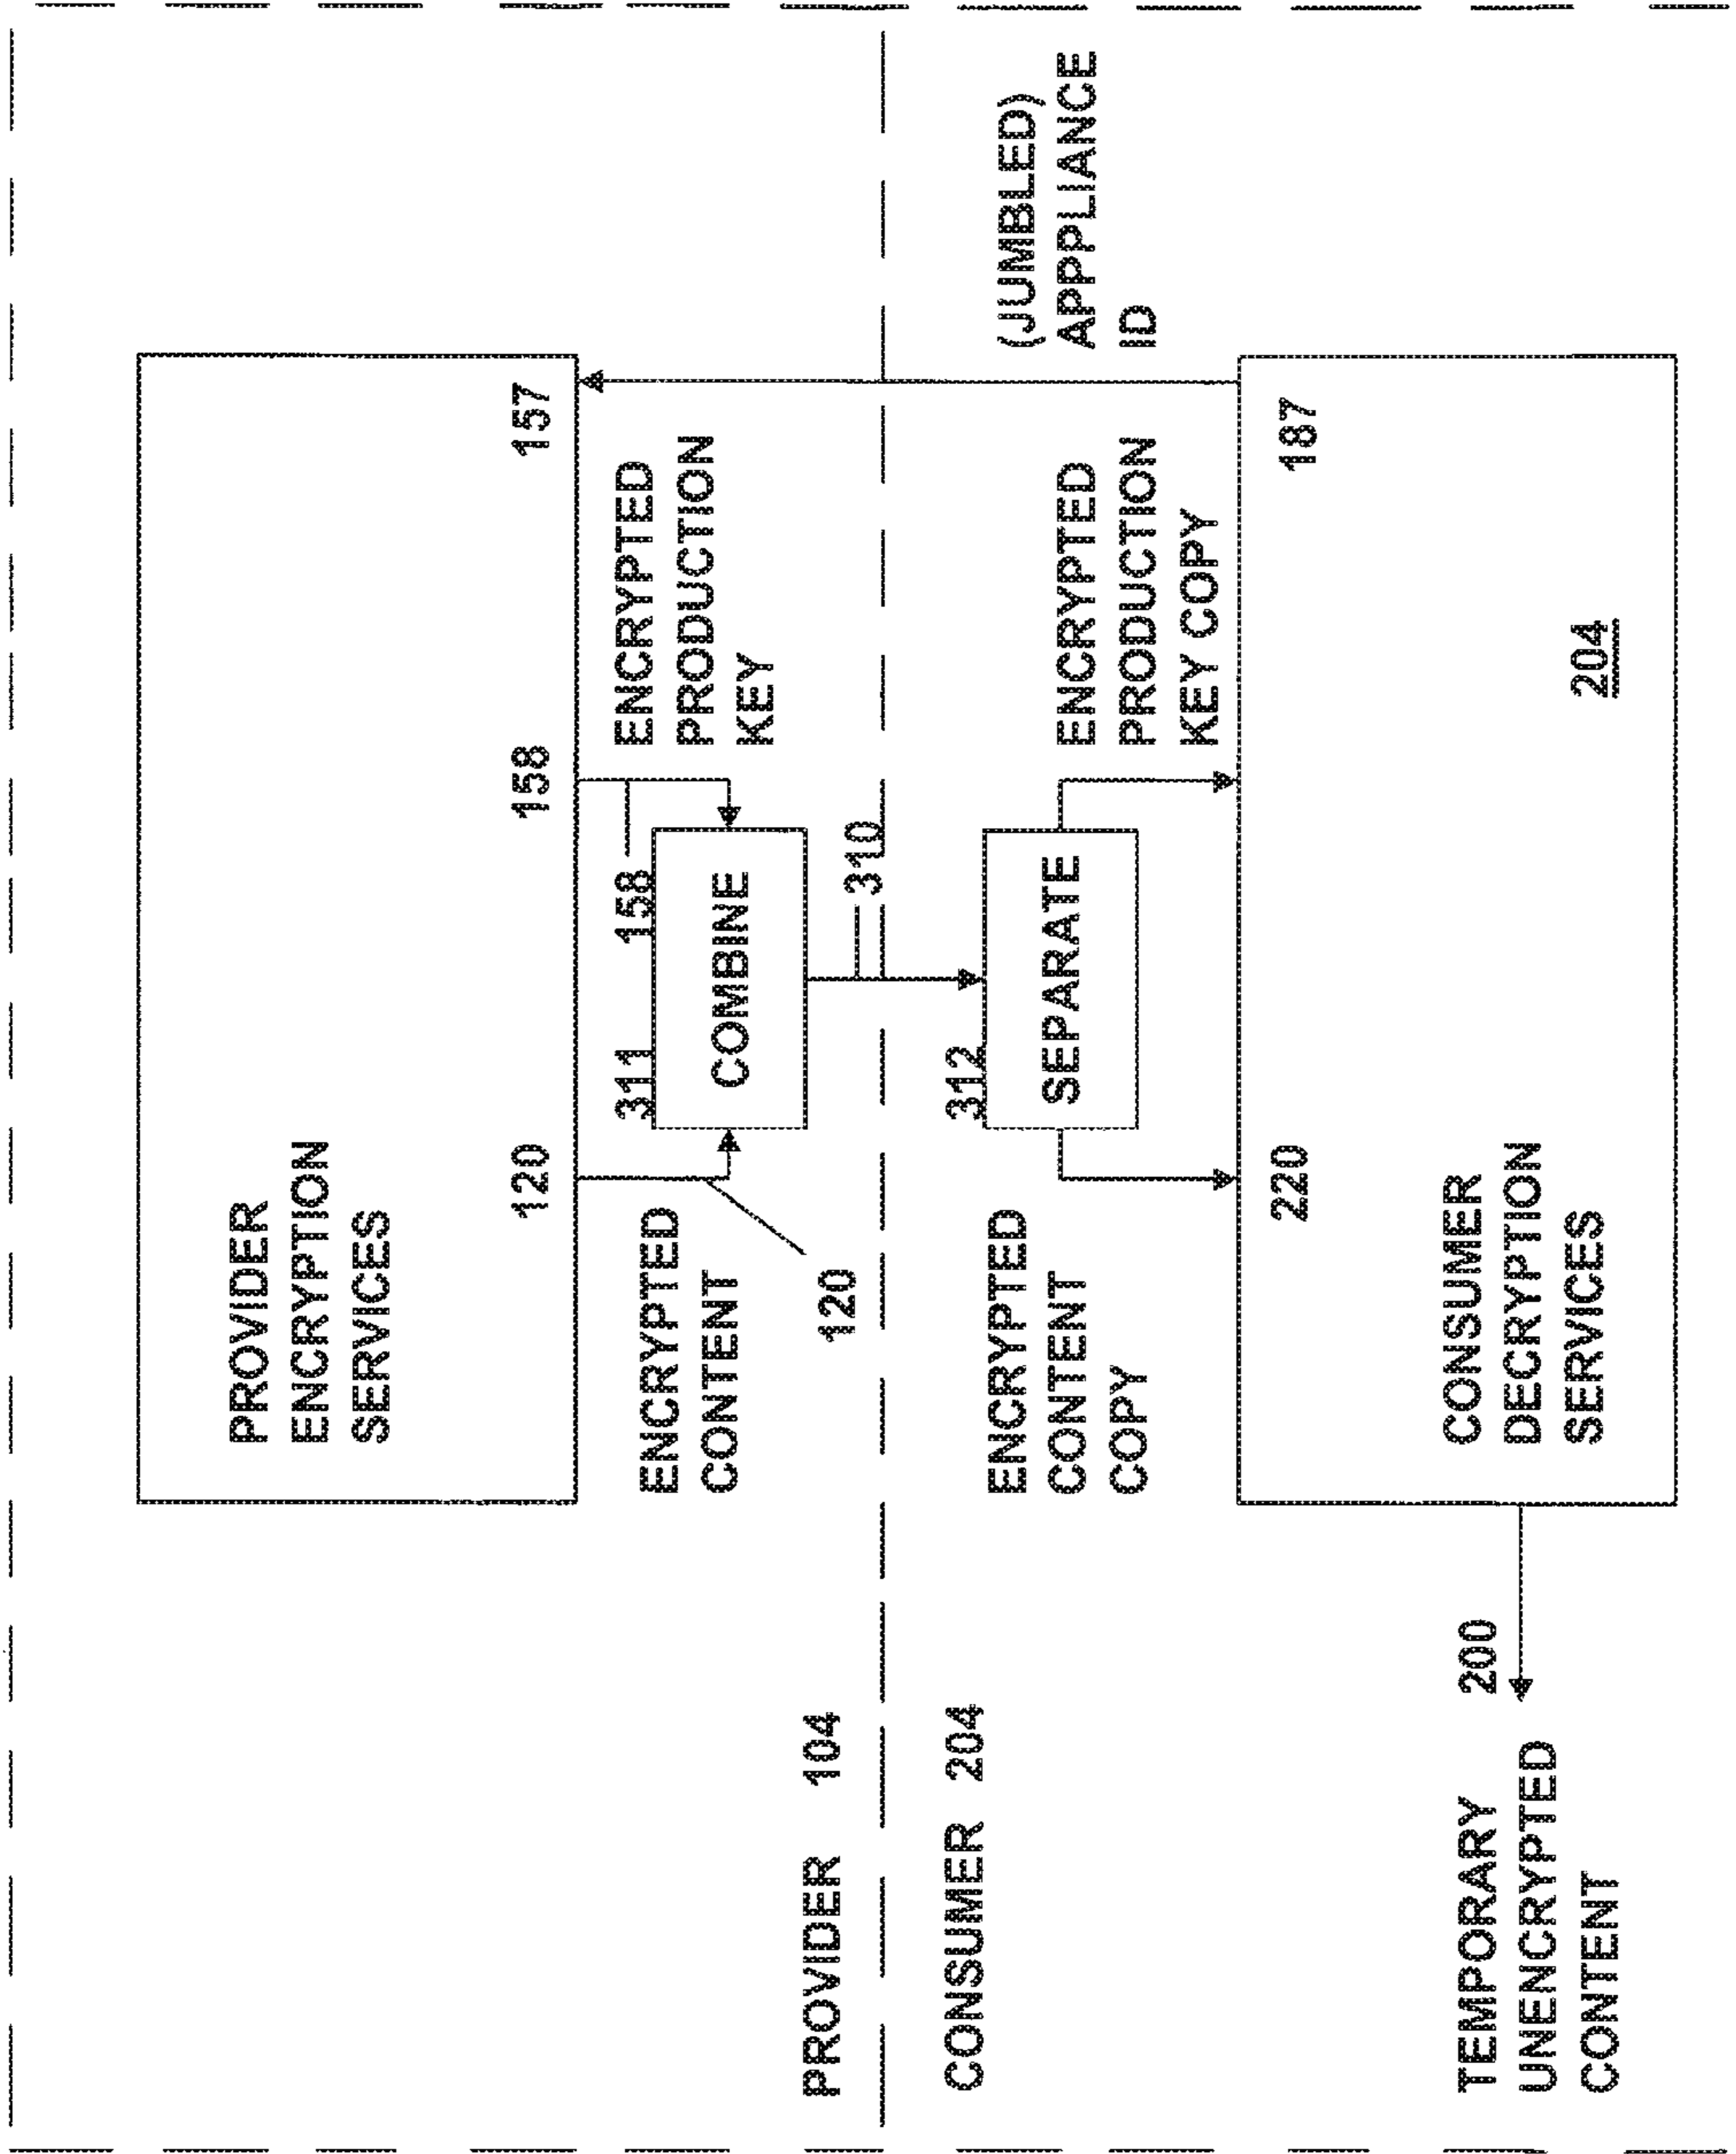 PROVIDER
ENCRYPTION
SERVICES
120
158
157
ENCRYPTED
CONTENT
120
311
158
COMBINE
ENCRYPTED
PRODUCTION
KEY
310
PROVIDER 104
CONSUMER 204
312
SEPARATE
ENCRYPTED
CONTENT
COPY
ENCRYPTED
PRODUCTION
KEY COPY
(JUMBLED)
APPPLIANCE
ID
220
187
CONSUMER
DECRYPTION
SERVICES
204
200
TEMPORARY
UNENCRYPTED
CONTENT